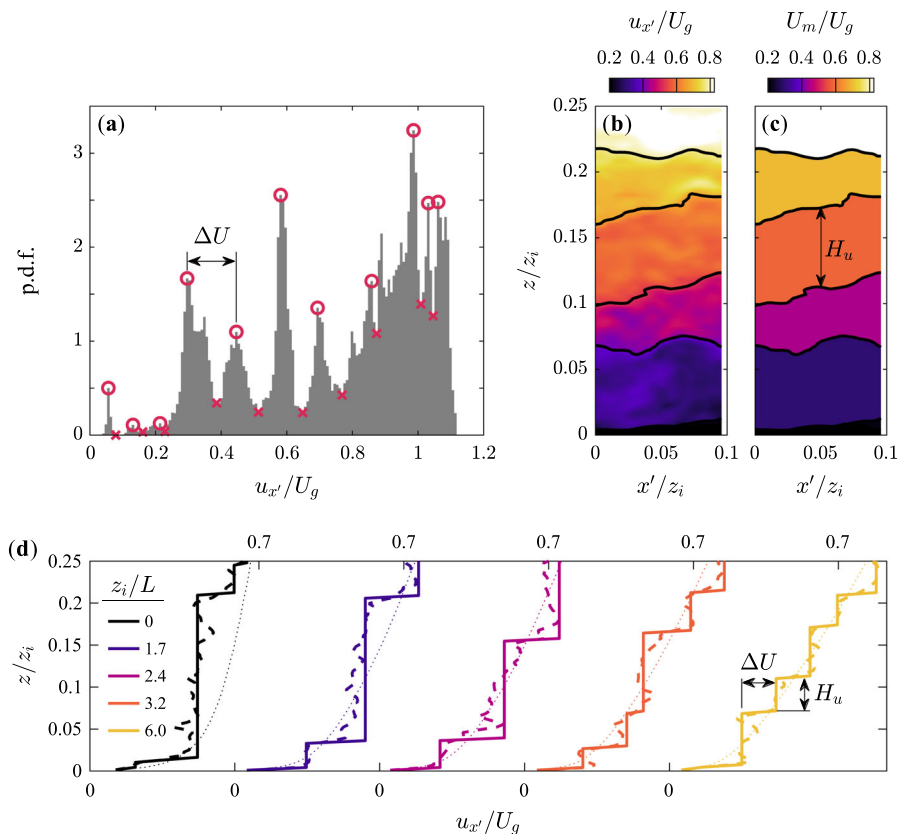 u_{x'}/U_g
U_m/U_g
0.2 0.4 0.6 0.8
0.2 0.4 0.6 0.8
(a)
(b)
(c)
3
2
1
0
p.d.f.
ΔU
0 0.2 0.4 0.6 0.8 1 1.2
u_{x'}/U_g
0.25
0.2
0.15
0.1
0.05
0
z/z_i
H_u
0 0.05 0.1
0 0.05 0.1
x'/z_i
x'/z_i
(d)
0.7 0.7 0.7 0.7 0.7
0.25
0.2
0.15
0.1
0.05
0
z/z_i
z_i/L
0
1.7
2.4
3.2
6.0
ΔU
H_u
0 0 0 0 0
u_{x'}/U_g